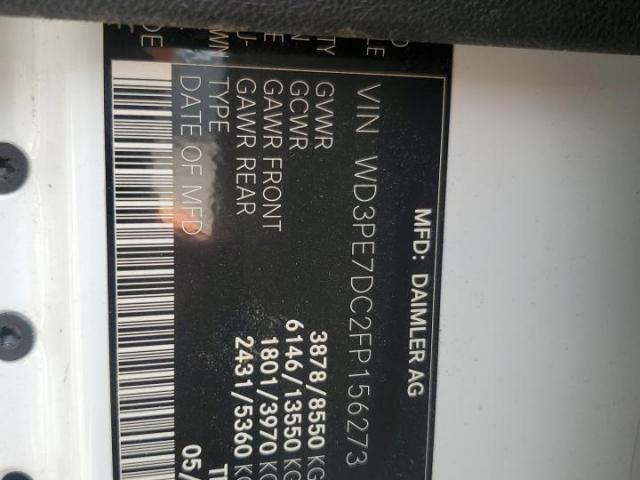 MFD: DAIMLER AG
VIN WD3PE7DC2FP156273
GVWR 3878/8550 KG
GCWR 6146/13550 KG
GAWR FRONT 1801/3970 KG
GAWR REAR 2431/5360 KG
TYPE
DATE OF MFD 05/